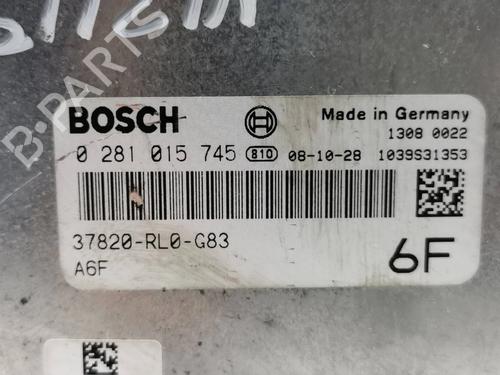 B-PARTS
BOSCH
Made in Germany
1308 0022
0 281 015 745 810 08-10-28 1039S31353
37820-RL0-G83
A6F
6F